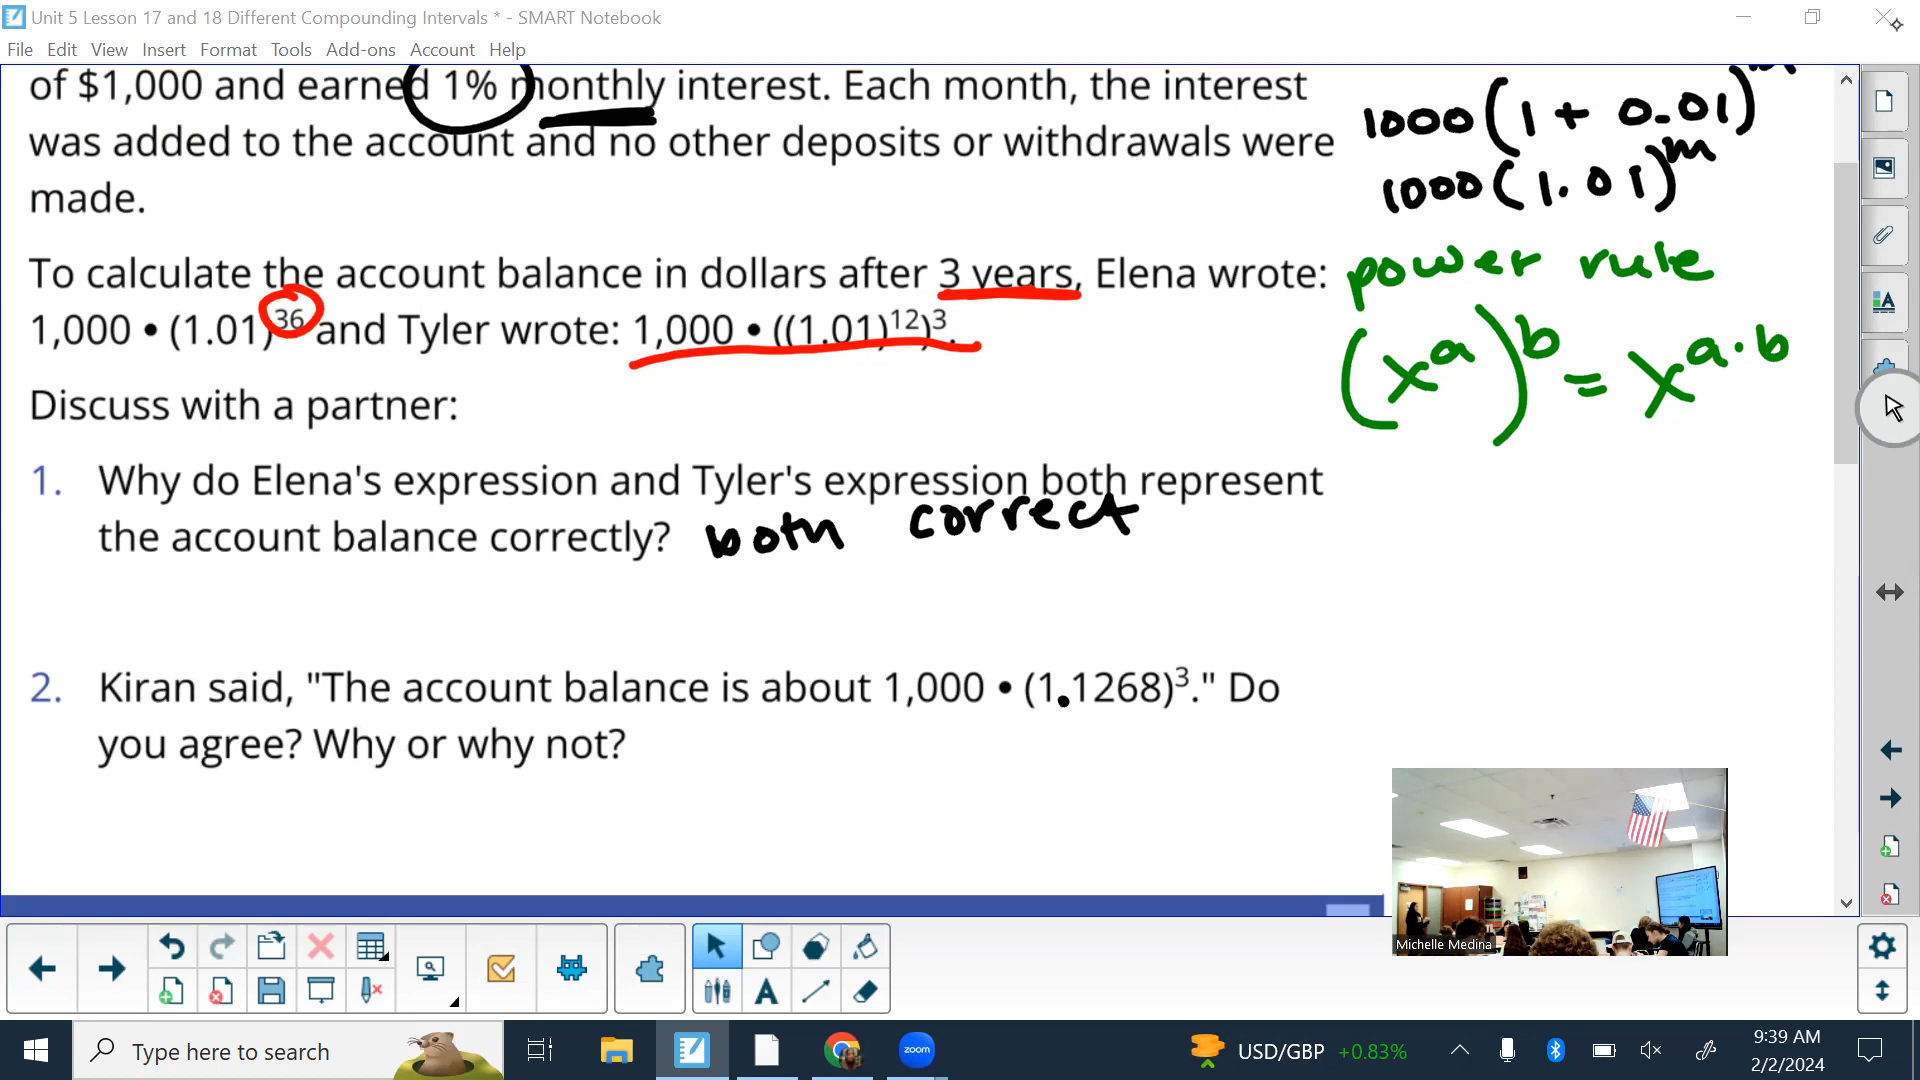 Unit 5 Lesson 17 and 18 Different Compounding Intervals * - SMART Notebook
File Edit View Insert Format Tools Add-ons Account Help
of $1,000 and earned 1% monthly interest. Each month, the interest
was added to the account and no other deposits or withdrawals were
made.
1000(1 + 0.01)
1000(1.01)^m
To calculate the account balance in dollars after 3 years, Elena wrote:
1,000 • (1.01)^36 and Tyler wrote: 1,000 • ((1.01)^12)^3.
power rule
(x^a)^b = x^a·b
Discuss with a partner:
1. Why do Elena's expression and Tyler's expression both represent
the account balance correctly? both correct
2. Kiran said, "The account balance is about 1,000 • (1.1268)^3." Do
you agree? Why or why not?
Michelle Medina
Type here to search
zoom
USD/GBP +0.83%
9:39 AM
2/2/2024